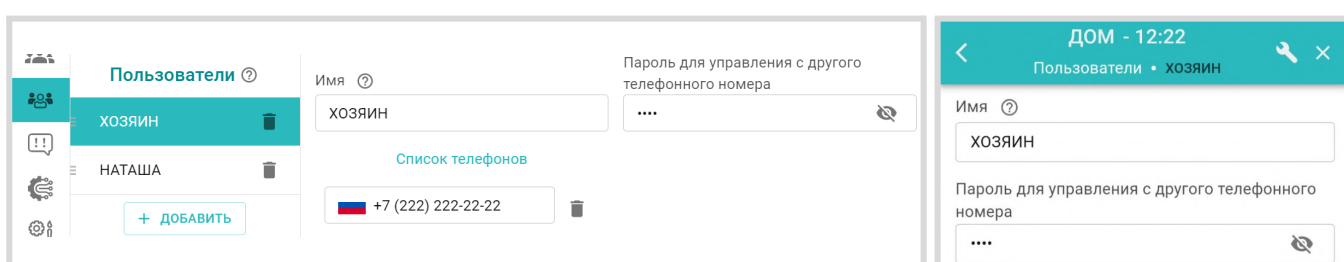 Пользователи
ХОЗЯИН
НАТАША
+ ДОБАВИТЬ
Имя
ХОЗЯИН
Пароль для управления с другого
телефонного номера
••••
Список телефонов
+7 (222) 222-22-22
ДОМ - 12:22
Пользователи • ХОЗЯИН
Имя
ХОЗЯИН
Пароль для управления с другого телефонного
номера
••••